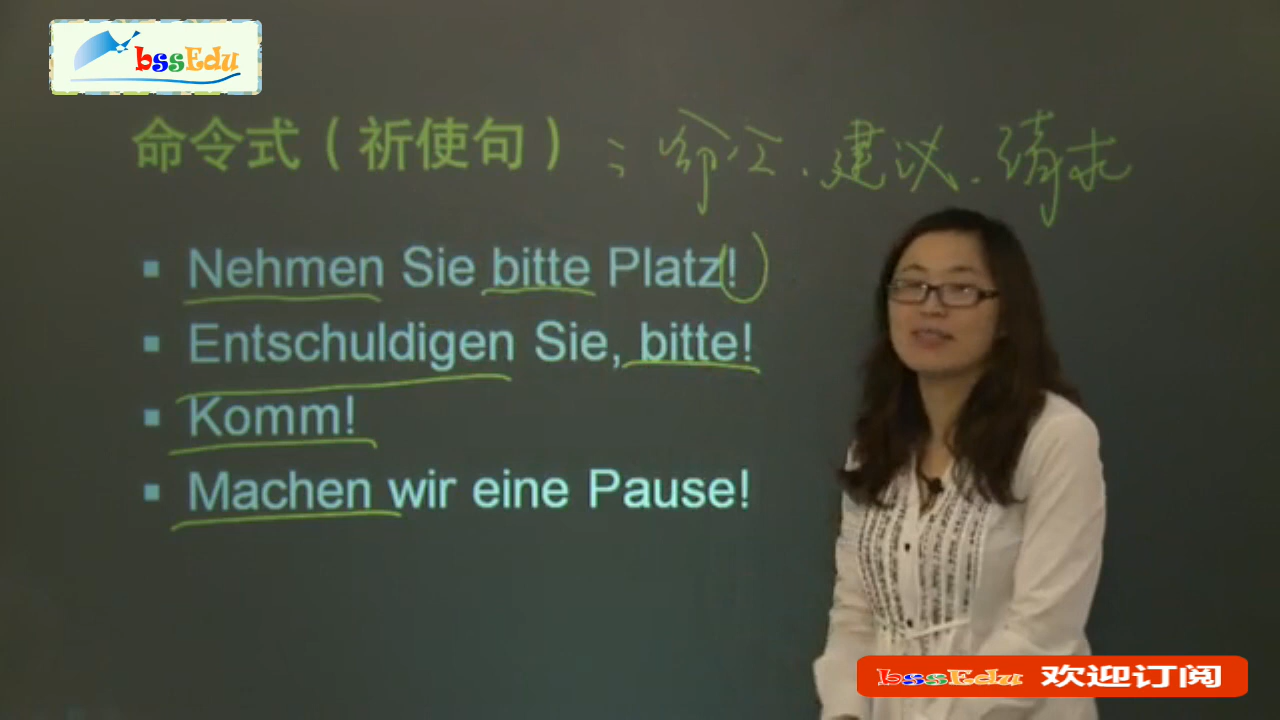 bssEdu
命令式（祈使句）：命令、建议、请求
▪ Nehmen Sie bitte Platz!
▪ Entschuldigen Sie, bitte!
▪ Komm!
▪ Machen wir eine Pause!
bssEdu 欢迎订阅